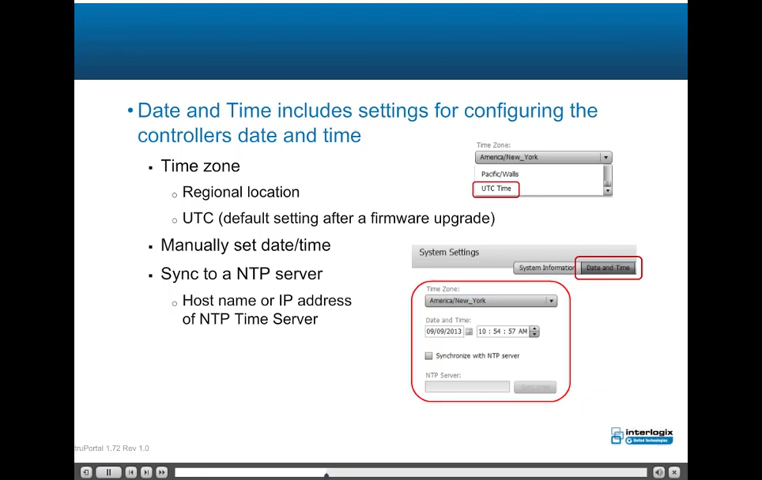 • Date and Time includes settings for configuring the
controllers date and time
▪ Time zone
○ Regional location
○ UTC (default setting after a firmware upgrade)
▪ Manually set date/time
▪ Sync to a NTP server
○ Host name or IP address
of NTP Time Server
Time Zone:
America/New_York
Pacific/Wallis
UTC Time
System Settings
System Information
Date and Time
Time Zone:
America/New_York
Date and Time:
09/09/2013
10 : 54 : 57 AM
Synchronize with NTP server
NTP Server:
interlogix
United Technologies
truPortal 1.72 Rev 1.0